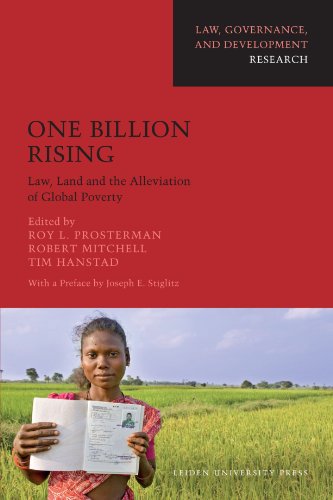 LAW, GOVERNANCE,
AND DEVELOPMENT
RESEARCH
ONE BILLION
RISING
Law, Land and the Alleviation
of Global Poverty
Edited by
ROY L. PROSTERMAN
ROBERT MITCHELL
TIM HANSTAD
With a Preface by Joseph E. Stiglitz
LEIDEN UNIVERSITY PRESS